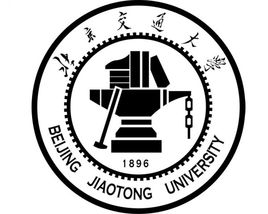 北京交通大学
1896
BEIJING JIAOTONG UNIVERSITY